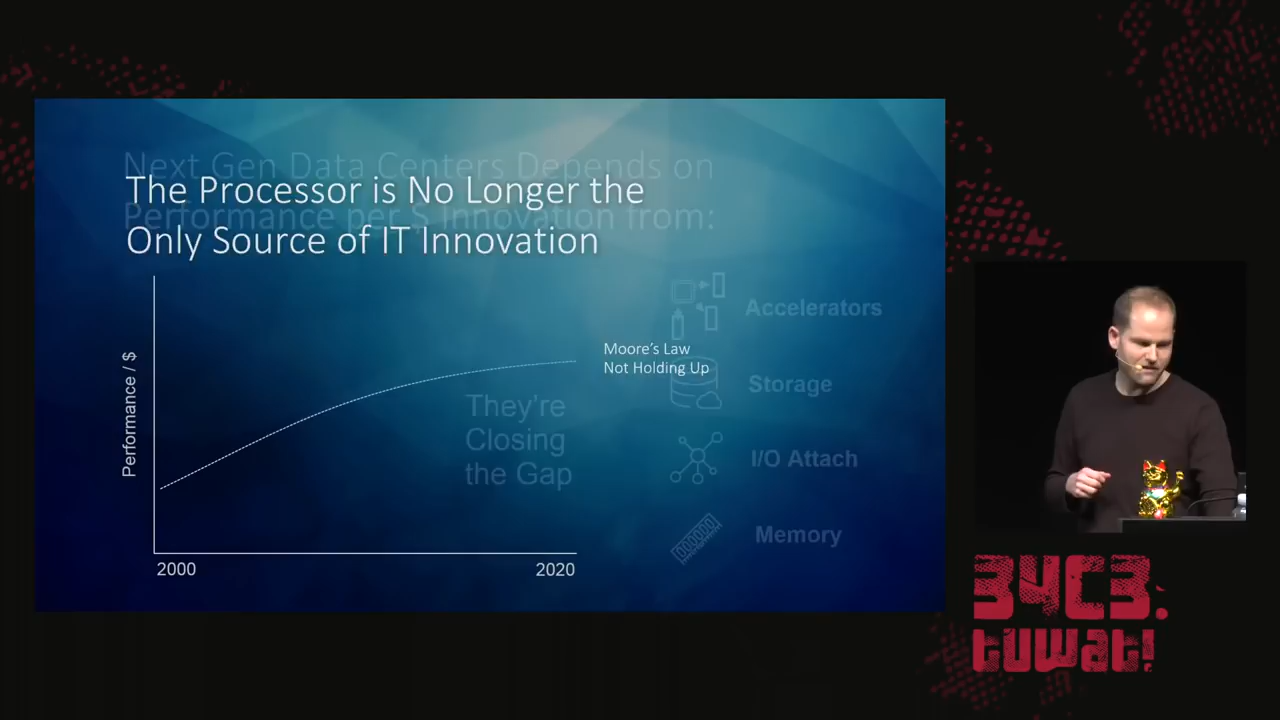 Next Gen Data Centers Depends on
Performance per $ Innovation from:
The Processor is No Longer the
Only Source of IT Innovation
Performance / $
Moore's Law
Not Holding Up
They're
Closing
the Gap
Accelerators
Storage
I/O Attach
Memory
2000
2020
34C3.
tuwat!